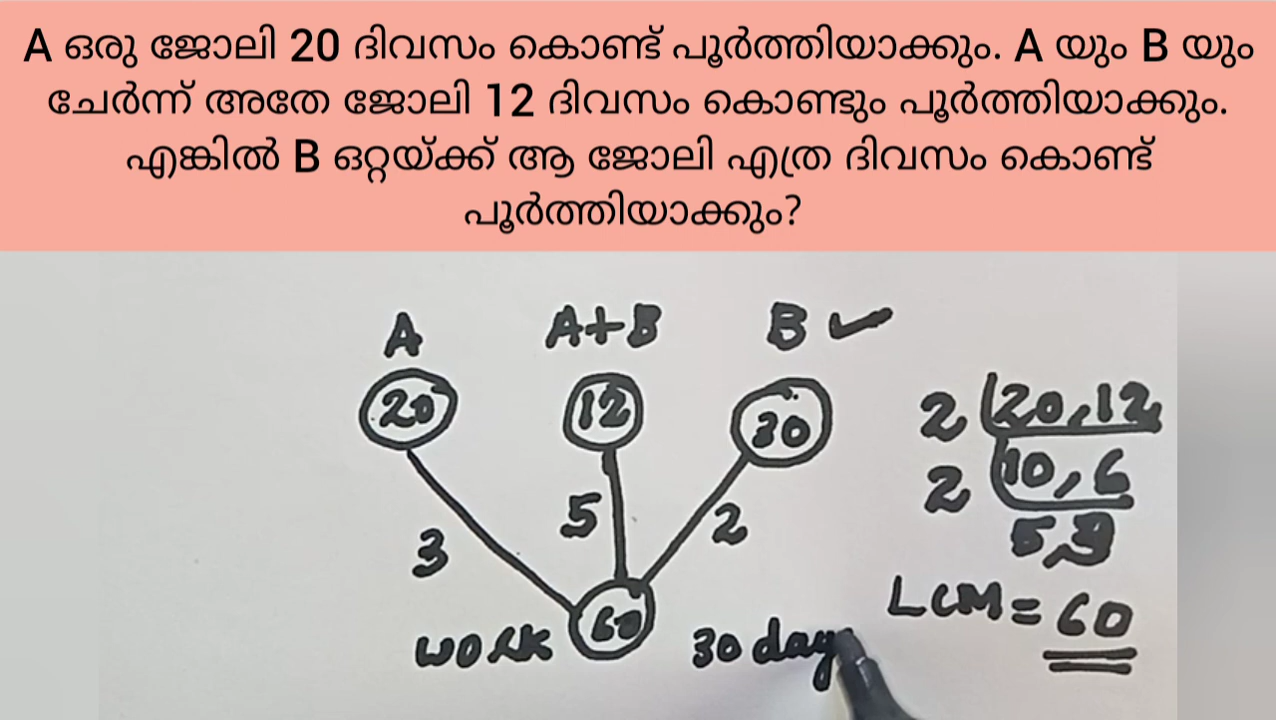 A ഒരു ജോലി 20 ദിവസം കൊണ്ട് പൂർത്തിയാക്കും. A യും B യും
ചേർന്ന് അതേ ജോലി 12 ദിവസം കൊണ്ടും പൂർത്തിയാക്കും.
എങ്കിൽ B ഒറ്റയ്ക്ക് ആ ജോലി എത്ര ദിവസം കൊണ്ട്
പൂർത്തിയാക്കും?
A A+B B ✓
20 12 30
2 20,12
2 10,6
3 5 2
5,3
LCM = 60
work 60 30 day